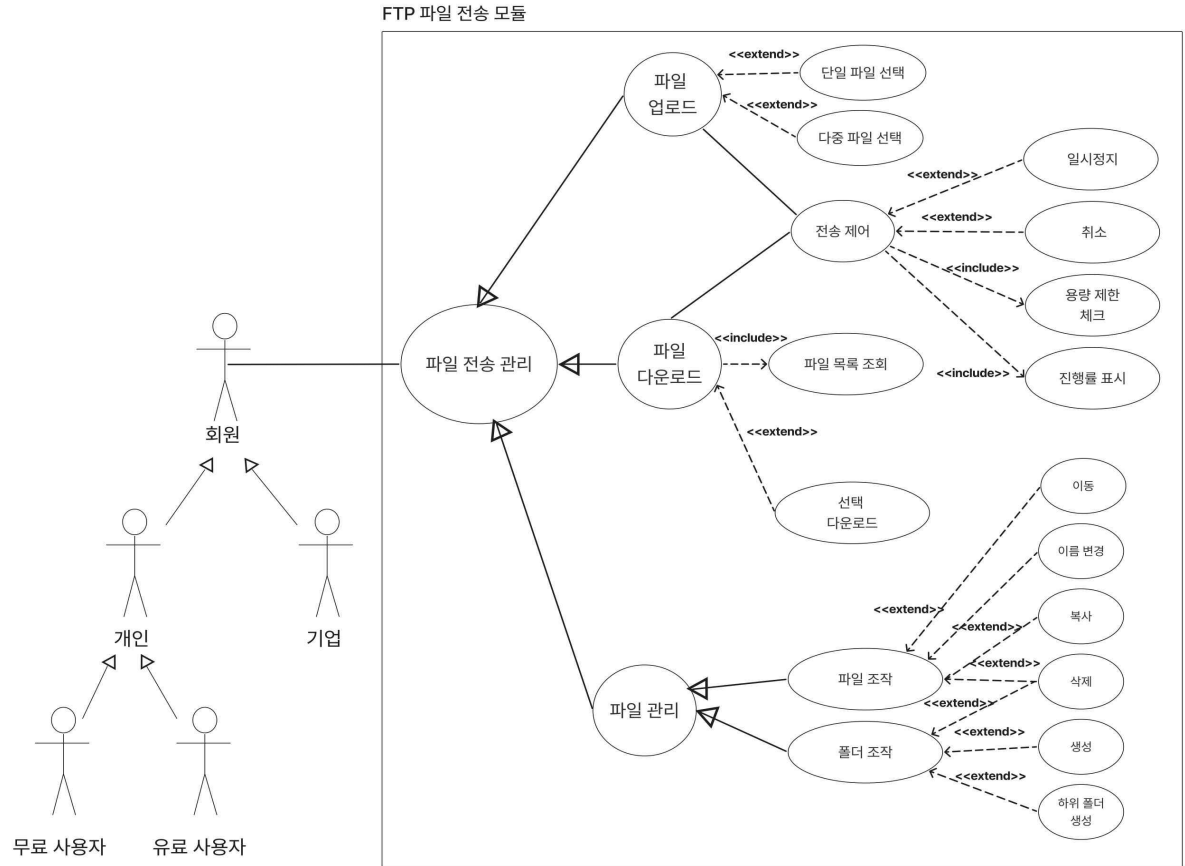 FTP 파일 전송 모듈
파일
업로드
<<extend>>
단일 파일 선택
<<extend>>
다중 파일 선택
전송 제어
<<extend>>
일시정지
<<extend>>
취소
<<include>>
용량 제한
체크
<<include>>
진행률 표시
파일 전송 관리
파일
다운로드
<<include>>
파일 목록 조회
<<extend>>
선택
다운로드
회원
개인
기업
무료 사용자
유료 사용자
파일 관리
파일 조작
폴더 조작
<<extend>>
이동
<<extend>>
이름 변경
<<extend>>
복사
<<extend>>
삭제
<<extend>>
<<extend>>
생성
<<extend>>
하위 폴더
생성